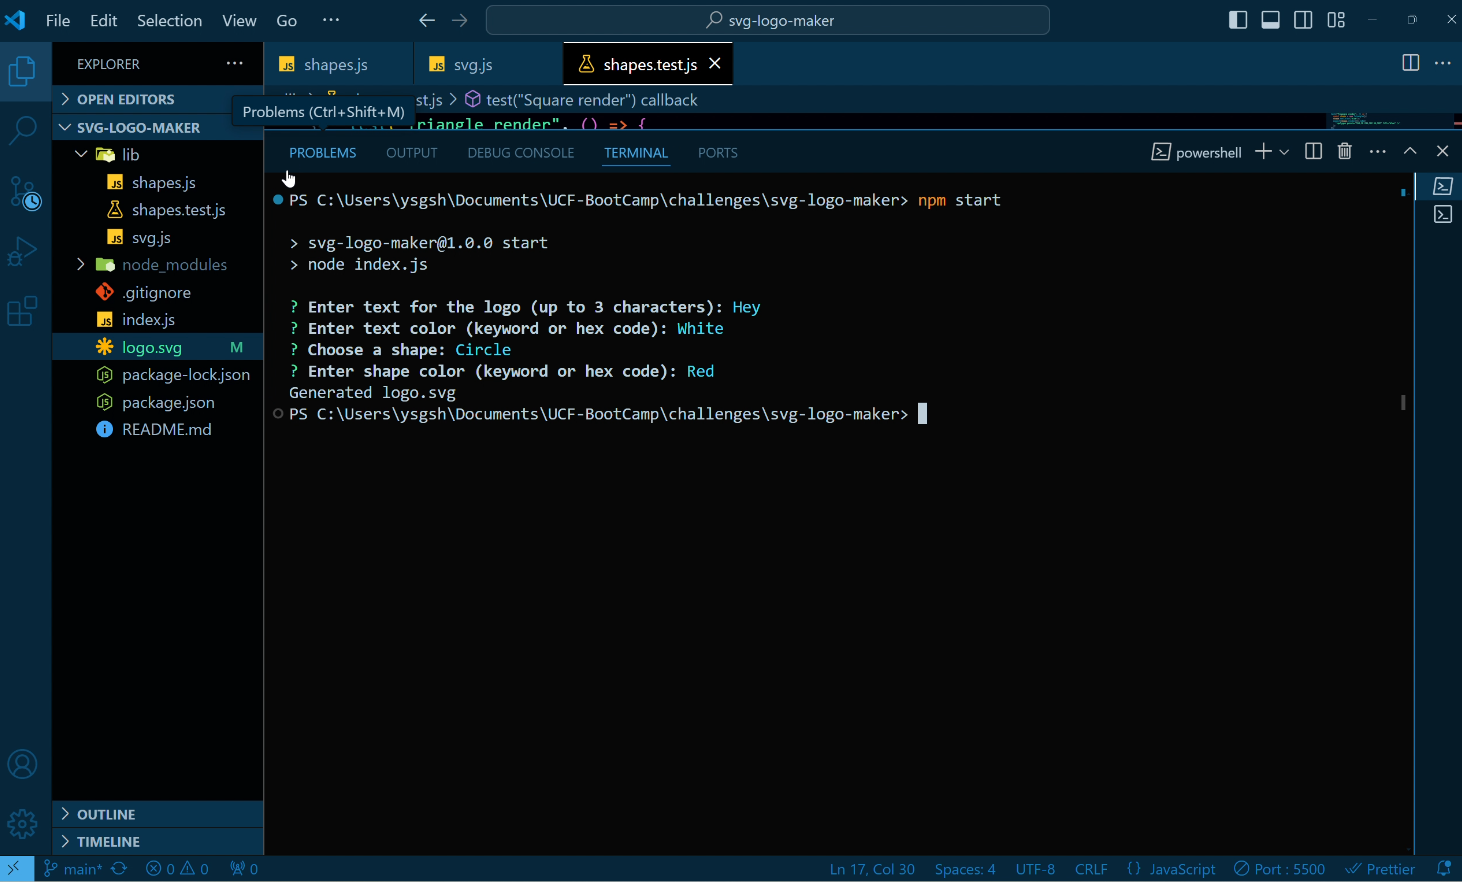 File Edit Selection View Go ··· svg-logo-maker
EXPLORER ···
shapes.js svg.js shapes.test.js
OPEN EDITORS
Problems (Ctrl+Shift+M)
st.js > test("Square render") callback
SVG-LOGO-MAKER
riangle render", () => {
lib
shapes.js
shapes.test.js
svg.js
node_modules
.gitignore
index.js
logo.svg M
package-lock.json
package.json
README.md
PROBLEMS OUTPUT DEBUG CONSOLE TERMINAL PORTS powershell
PS C:\Users\ysgsh\Documents\UCF-BootCamp\challenges\svg-logo-maker> npm start
> svg-logo-maker@1.0.0 start
> node index.js
? Enter text for the logo (up to 3 characters): Hey
? Enter text color (keyword or hex code): White
? Choose a shape: Circle
? Enter shape color (keyword or hex code): Red
Generated logo.svg
PS C:\Users\ysgsh\Documents\UCF-BootCamp\challenges\svg-logo-maker>
OUTLINE
TIMELINE
main* 0 0 0 Ln 17, Col 30 Spaces: 4 UTF-8 CRLF {} JavaScript Port : 5500 Prettier